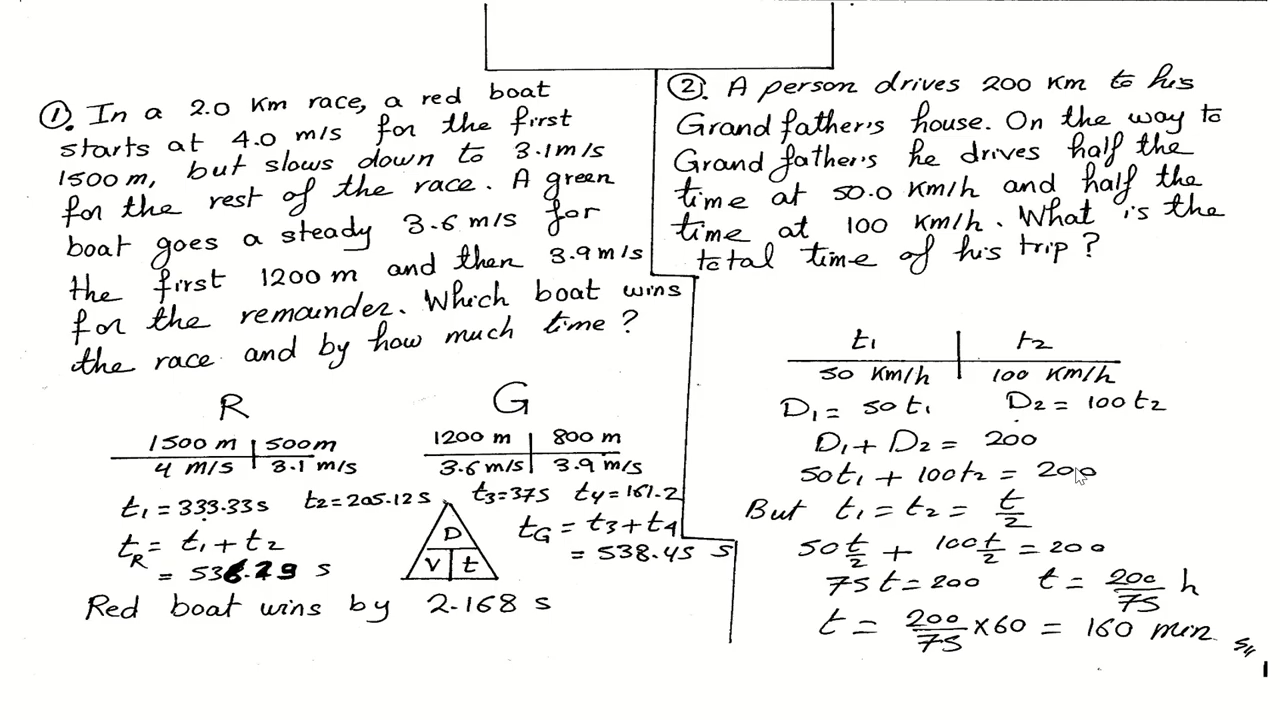 ①. In a 2.0 Km race, a red boat
starts at 4.0 m/s for the first
1500 m, but slows down to 3.1m/s
for the rest of the race. A green
boat goes a steady 3.6 m/s for
the first 1200 m and then 3.9 m/s
for the remainder. Which boat wins
the race and by how much time?
R
1500 m | 500m
4 m/s | 3.1 m/s
t₁ = 333.33 s t₂ = 205.12 s
t_R = t₁ + t₂
= 536.29 s
D
V t
G
1200 m | 800 m
3.6 m/s | 3.9 m/s
t₃ = 375 t₄ = 161.2
t_G = t₃ + t₄
= 538.45 s
Red boat wins by 2.168 s
②. A person drives 200 Km to his
Grand father's house. On the way to
Grand father's he drives half the
time at 50.0 Km/h and half the
time at 100 Km/h. What is the
total time of his trip?
t₁ | t₂
50 Km/h | 100 Km/h
D₁ = 50t₁ D₂ = 100t₂
D₁ + D₂ = 200
50t₁ + 100t₂ = 200
But t₁ = t₂ = t/2
50 t/2 + 100 t/2 = 200
75t = 200 t = 200/75 h
t = 200/75 × 60 = 160 min